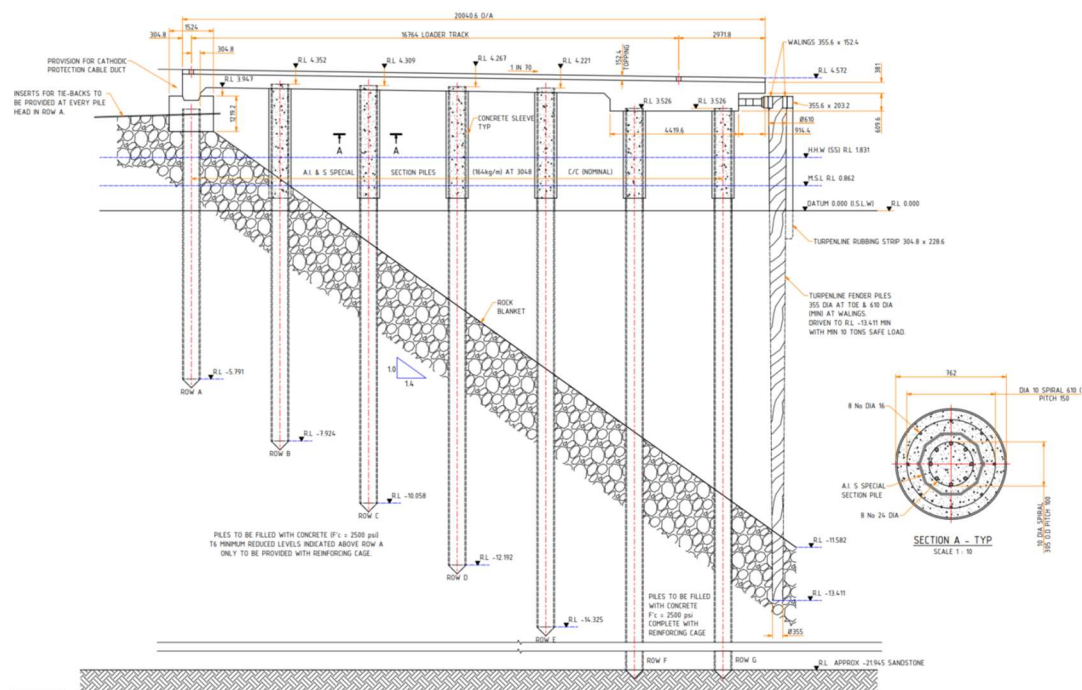 20040.6 O/A
1524
304.8
16764 LOADER TRACK
2971.8
304.8
WALINGS 355.6 x 152.4
PROVISION FOR CATHODIC
PROTECTION CABLE DUCT
R.L 4.352
R.L 4.309
R.L 4.267
1 IN 70
R.L 4.221
152.4
TOPPING
R.L 4.572
381
R.L 3.947
INSERTS FOR TIE-BACKS TO
BE PROVIDED AT EVERY PILE
HEAD IN ROW A.
1219.2
R.L 3.526
R.L 3.526
355.6 x 203.2
609.6
CONCRETE SLEEVE
TYP
Ø610
4419.6
914.4
A
A
H.H.W (SS) R.L 1.831
A.I. & S SPECIAL
SECTION PILES
(164kg/m) AT 3048
C/C (NOMINAL)
M.S.L R.L 0.862
DATUM 0.000 (I.S.L.W)
R.L 0.000
TURPENLINE RUBBING STRIP 304.8 x 228.6
ROCK
BLANKET
TURPENLINE FENDER PILES
355 DIA AT TOE & 610 DIA
(MIN) AT WALINGS.
DRIVEN TO R.L -13.411 MIN
WITH MIN 10 TONS SAFE LOAD.
1.0
1.4
R.L -5.791
ROW A
762
DIA 10 SPIRAL 610 (
PITCH 150
8 No DIA 16
R.L -7.924
ROW B
A.I. S SPECIAL
SECTION PILE
8 No 24 DIA
10 DIA SPIRAL
305 O.D PITCH 100
R.L -10.058
ROW C
SECTION A - TYP
SCALE 1 : 10
PILES TO BE FILLED WITH CONCRETE (F'c = 2500 psi)
T6 MINIMUM REDUCED LEVELS INDICATED ABOVE ROW A
ONLY TO BE PROVIDED WITH REINFORCING CAGE.
R.L -11.582
R.L -12.192
ROW D
PILES TO BE FILLED
WITH CONCRETE
F'c = 2500 psi
COMPLETE WITH
REINFORCING CAGE
R.L -13.411
R.L -14.325
ROW E
Ø355
ROW F
ROW G
R.L APPROX -21.945 SANDSTONE